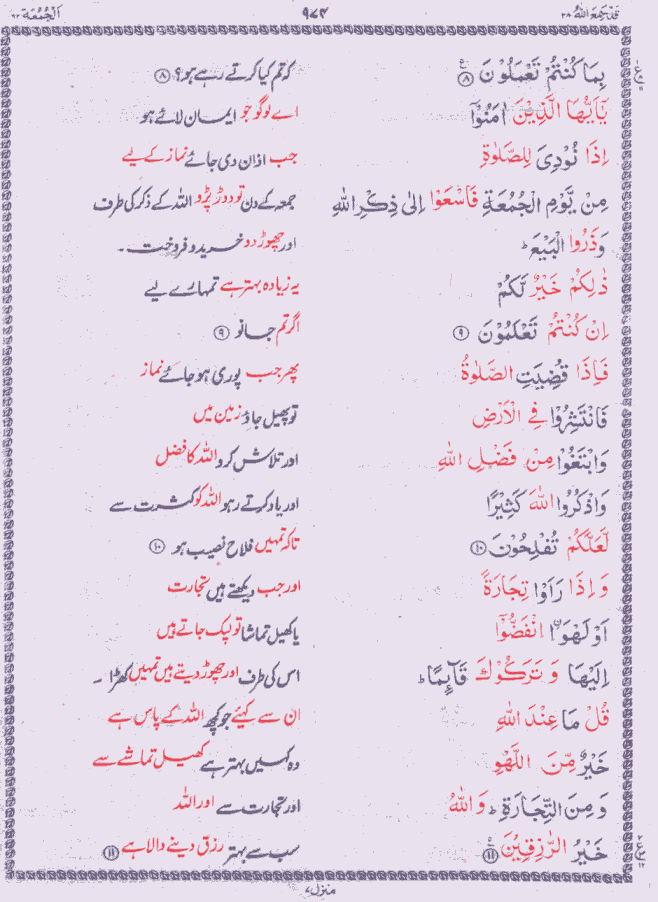 قَدْ سَمِعَ اللّٰهُ ٢٨ ٩٧٤ اَلْجُمُعَة ٦٢
بِمَا كُنْتُمْ تَعْمَلُوْنَ ۝٨ کہ تم کیا کرتے رہے ہو؟ ۝٨
يٰۤاَيُّهَا الَّذِيْنَ اٰمَنُوْۤا اے لوگو جو ایمان لائے ہو
اِذَا نُوْدِيَ لِلصَّلٰوةِ جب اذان دی جائے نماز کے لیے
مِنْ يَّوْمِ الْجُمُعَةِ فَاسْعَوْا اِلٰى ذِكْرِ اللّٰهِ جمعہ کے دن تو دوڑ پڑو اللہ کے ذکر کی طرف
وَذَرُوا الْبَيْعَ ؕ اور چھوڑ دو خرید و فروخت۔
ذٰلِكُمْ خَيْرٌ لَّكُمْ یہ زیادہ بہتر ہے تمہارے لیے
اِنْ كُنْتُمْ تَعْلَمُوْنَ ۝٩ اگر تم جانو ۝٩
فَاِذَا قُضِيَتِ الصَّلٰوةُ پھر جب پوری ہو جائے نماز
فَانْتَشِرُوْا فِي الْاَرْضِ تو پھیل جاؤ زمین میں
وَابْتَغُوْا مِنْ فَضْلِ اللّٰهِ اور تلاش کرو اللہ کا فضل
وَاذْكُرُوا اللّٰهَ كَثِيْرًا اور یاد کرتے رہو اللہ کو کثرت سے
لَّعَلَّكُمْ تُفْلِحُوْنَ ۝١٠ تاکہ تمہیں فلاح نصیب ہو ۝١٠
وَاِذَا رَاَوْا تِجَارَةً اور جب دیکھتے ہیں تجارت
اَوْ لَهْوَا۟ انْفَضُّوْۤا یا کھیل تماشا تو لپک جاتے ہیں
اِلَيْهَا وَتَرَكُوْكَ قَآىِٕمًا ؕ اس کی طرف اور چھوڑ دیتے ہیں تمہیں کھڑا۔
قُلْ مَا عِنْدَ اللّٰهِ ان سے کہیئے جو کچھ اللہ کے پاس ہے
خَيْرٌ مِّنَ اللَّهْوِ وہ کہیں بہتر ہے کھیل تماشے سے
وَمِنَ التِّجَارَةِ ؕ وَاللّٰهُ اور تجارت سے اور اللہ
خَيْرُ الرّٰزِقِيْنَ ۝١١ سب سے بہتر رزق دینے والا ہے ۝١١
منزل ٧